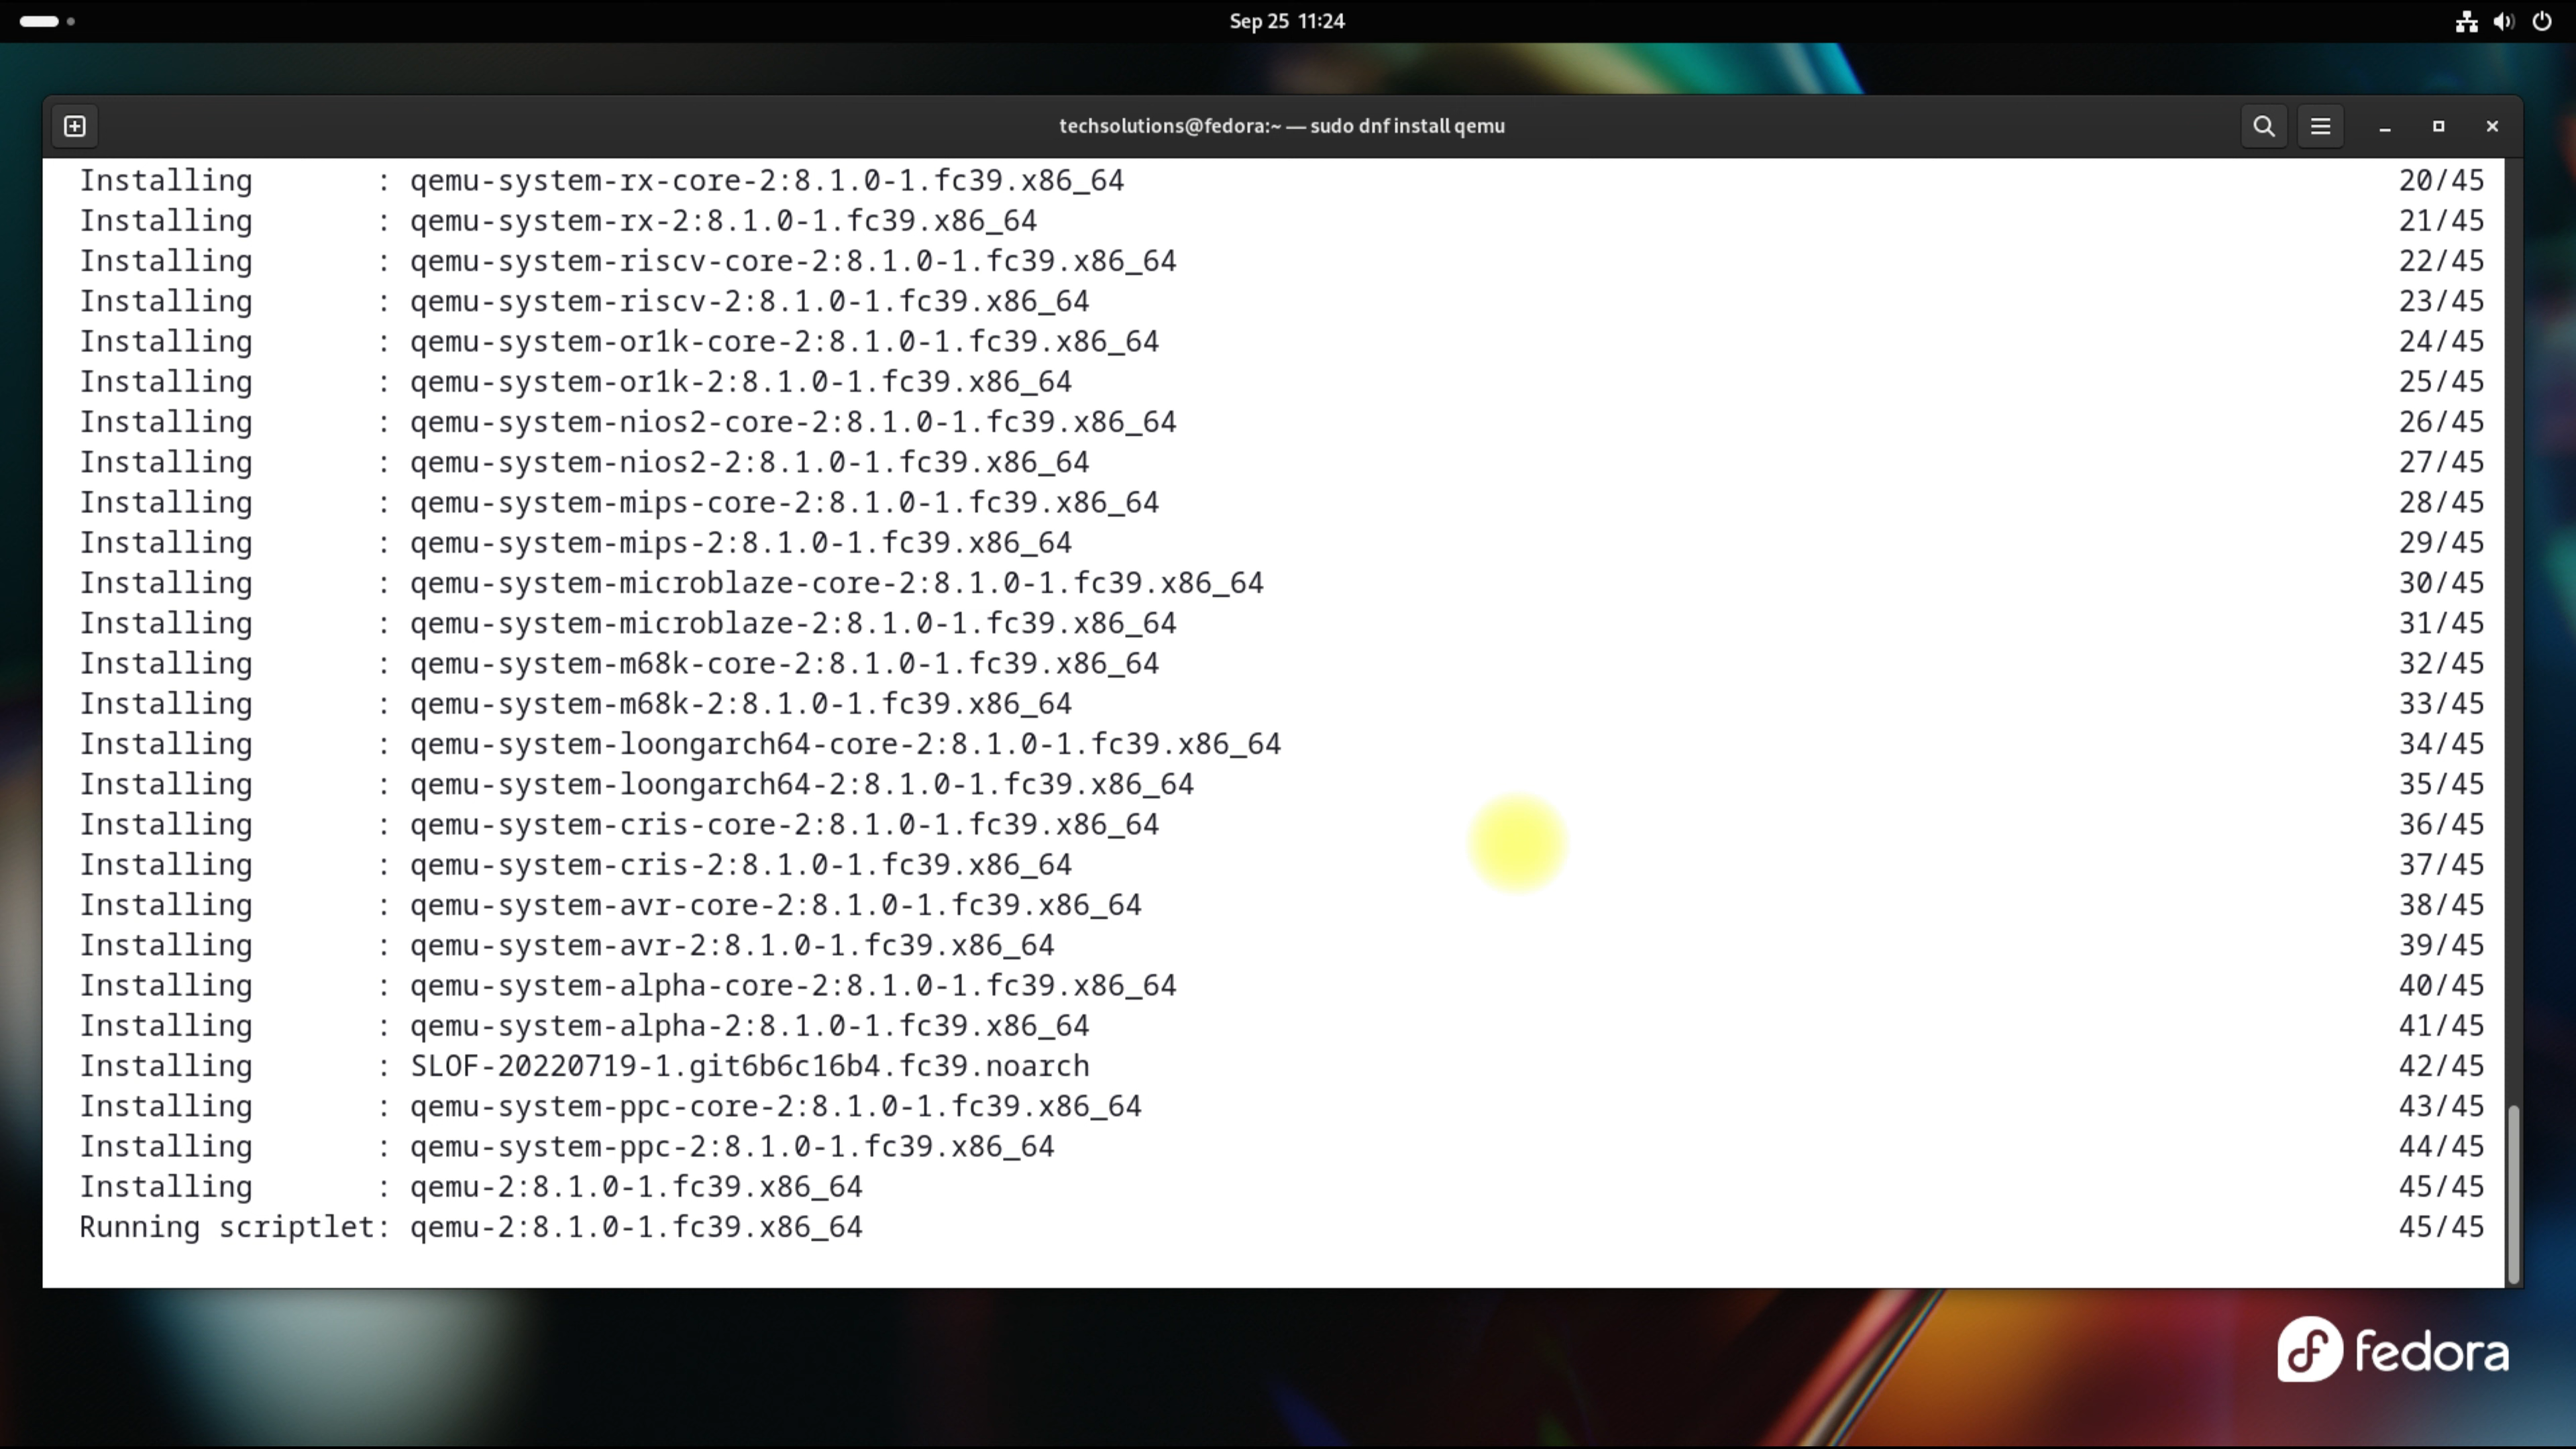 Sep 25 11:24
techsolutions@fedora:~ — sudo dnf install qemu
Installing : qemu-system-rx-core-2:8.1.0-1.fc39.x86_64 20/45
Installing : qemu-system-rx-2:8.1.0-1.fc39.x86_64 21/45
Installing : qemu-system-riscv-core-2:8.1.0-1.fc39.x86_64 22/45
Installing : qemu-system-riscv-2:8.1.0-1.fc39.x86_64 23/45
Installing : qemu-system-or1k-core-2:8.1.0-1.fc39.x86_64 24/45
Installing : qemu-system-or1k-2:8.1.0-1.fc39.x86_64 25/45
Installing : qemu-system-nios2-core-2:8.1.0-1.fc39.x86_64 26/45
Installing : qemu-system-nios2-2:8.1.0-1.fc39.x86_64 27/45
Installing : qemu-system-mips-core-2:8.1.0-1.fc39.x86_64 28/45
Installing : qemu-system-mips-2:8.1.0-1.fc39.x86_64 29/45
Installing : qemu-system-microblaze-core-2:8.1.0-1.fc39.x86_64 30/45
Installing : qemu-system-microblaze-2:8.1.0-1.fc39.x86_64 31/45
Installing : qemu-system-m68k-core-2:8.1.0-1.fc39.x86_64 32/45
Installing : qemu-system-m68k-2:8.1.0-1.fc39.x86_64 33/45
Installing : qemu-system-loongarch64-core-2:8.1.0-1.fc39.x86_64 34/45
Installing : qemu-system-loongarch64-2:8.1.0-1.fc39.x86_64 35/45
Installing : qemu-system-cris-core-2:8.1.0-1.fc39.x86_64 36/45
Installing : qemu-system-cris-2:8.1.0-1.fc39.x86_64 37/45
Installing : qemu-system-avr-core-2:8.1.0-1.fc39.x86_64 38/45
Installing : qemu-system-avr-2:8.1.0-1.fc39.x86_64 39/45
Installing : qemu-system-alpha-core-2:8.1.0-1.fc39.x86_64 40/45
Installing : qemu-system-alpha-2:8.1.0-1.fc39.x86_64 41/45
Installing : SLOF-20220719-1.git6b6c16b4.fc39.noarch 42/45
Installing : qemu-system-ppc-core-2:8.1.0-1.fc39.x86_64 43/45
Installing : qemu-system-ppc-2:8.1.0-1.fc39.x86_64 44/45
Installing : qemu-2:8.1.0-1.fc39.x86_64 45/45
Running scriptlet: qemu-2:8.1.0-1.fc39.x86_64 45/45
fedora